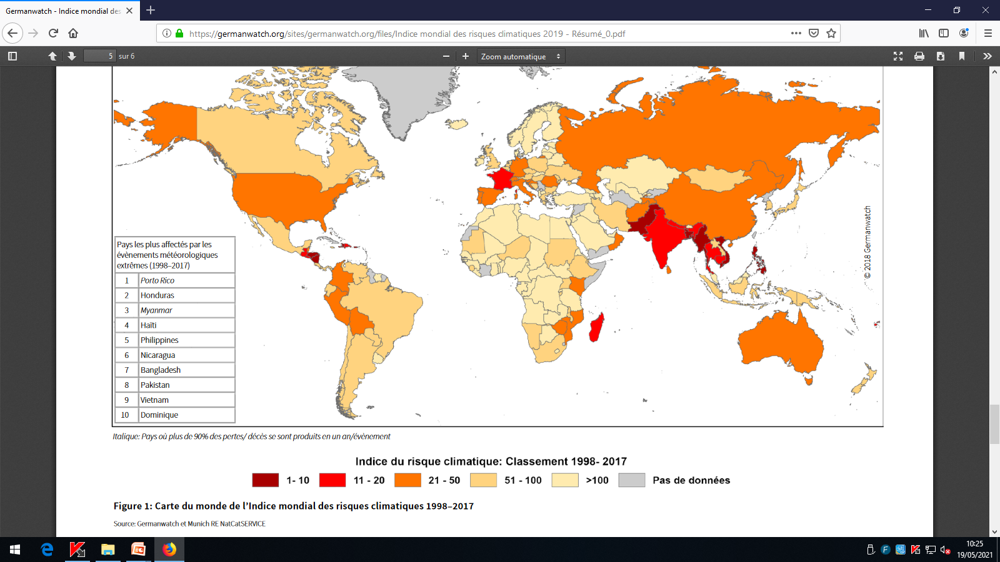 Germanwatch - Indice mondial des
https://germanwatch.org/sites/germanwatch.org/files/Indice mondial des risques climatiques 2019 - Résumé_0.pdf
5 sur 6
Zoom automatique
Pays les plus affectés par les
évènements météorologiques
extrêmes (1998–2017)
1 Porto Rico
2 Honduras
3 Myanmar
4 Haïti
5 Philippines
6 Nicaragua
7 Bangladesh
8 Pakistan
9 Vietnam
10 Dominique
© 2018 Germanwatch
Italique: Pays où plus de 90% des pertes/ décès se sont produits en un an/évènement
Indice du risque climatique: Classement 1998- 2017
1- 10 11 - 20 21 - 50 51 - 100 >100 Pas de données
Figure 1: Carte du monde de l’Indice mondial des risques climatiques 1998–2017
Source: Germanwatch et Munich RE NatCatSERVICE
10:25
19/05/2021